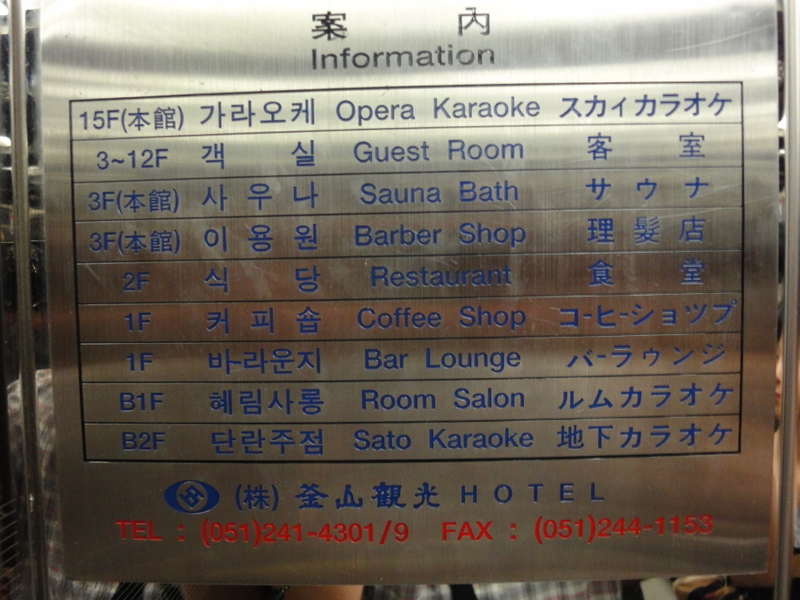 案 內
Information
15F(本館) 가라오케 Opera Karaoke スカィカラオケ
3~12F 객 실 Guest Room 客 室
3F(本館) 사 우 나 Sauna Bath サ ウ ナ
3F(本館) 이 용 원 Barber Shop 理 髮 店
2F 식 당 Restaurant 食 堂
1F 커 피 숍 Coffee Shop コ-ヒ-ショツプ
1F 바-라운지 Bar Lounge バ-ラゥンジ
B1F 혜림사롱 Room Salon ルムカラオケ
B2F 단란주점 Sato Karaoke 地下カラオケ
(株) 釜山觀光 HOTEL
TEL : (051)241-4301/9 FAX : (051)244-1153